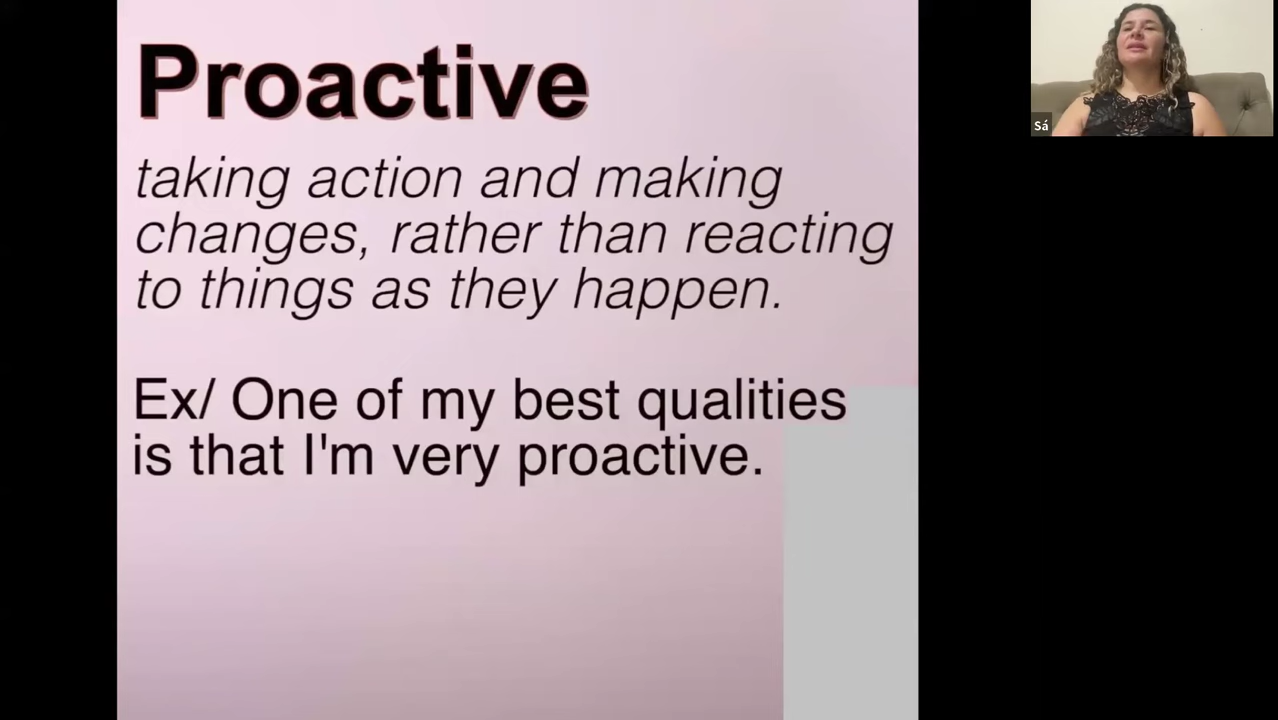 Proactive
taking action and making
changes, rather than reacting
to things as they happen.
Ex/ One of my best qualities
is that I'm very proactive.
Sá